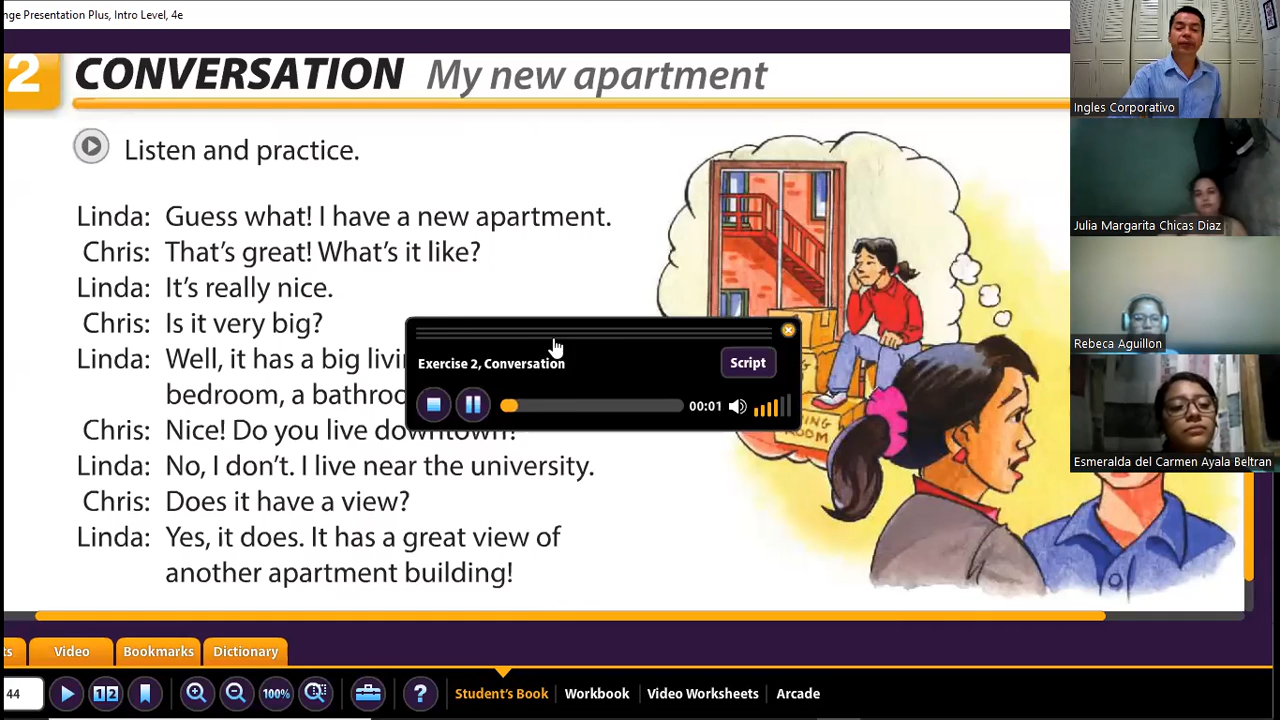 nge Presentation Plus, Intro Level, 4e
2 CONVERSATION My new apartment
Listen and practice.
Linda: Guess what! I have a new apartment.
Chris: That's great! What's it like?
Linda: It's really nice.
Chris: Is it very big?
Linda: Well, it has a big livi
bedroom, a bathroo
Chris: Nice! Do you live downtown?
Linda: No, I don't. I live near the university.
Chris: Does it have a view?
Linda: Yes, it does. It has a great view of
another apartment building!
Exercise 2, Conversation
Script
00:01
ROOM
Ingles Corporativo
Julia Margarita Chicas Diaz
Rebeca Aguillon
Esmeralda del Carmen Ayala Beltran
ts Video Bookmarks Dictionary
44 12 100% ? Student's Book Workbook Video Worksheets Arcade